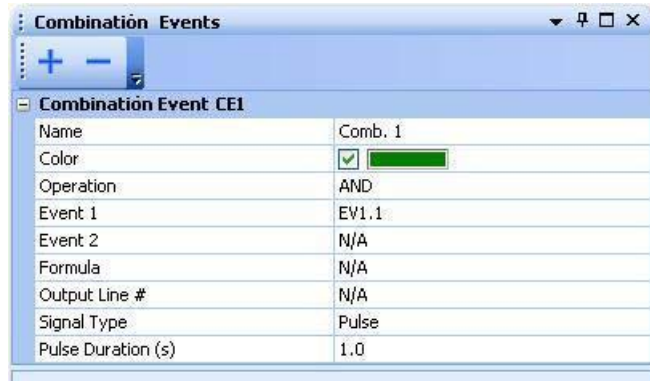 Combination Events
Combination Event CE1
Name Comb. 1
Color
Operation AND
Event 1 EV1.1
Event 2 N/A
Formula N/A
Output Line # N/A
Signal Type Pulse
Pulse Duration (s) 1.0